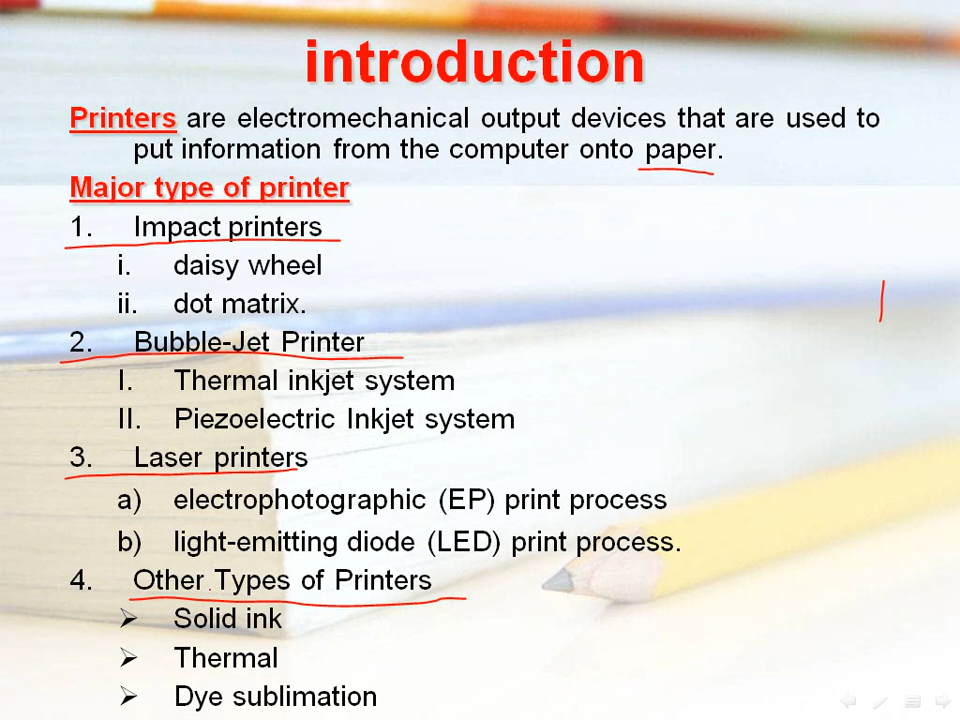 introduction
Printers are electromechanical output devices that are used to
put information from the computer onto paper.
Major type of printer
1. Impact printers
i. daisy wheel
ii. dot matrix.
2. Bubble-Jet Printer
I. Thermal inkjet system
II. Piezoelectric Inkjet system
3. Laser printers
a) electrophotographic (EP) print process
b) light-emitting diode (LED) print process.
4. Other Types of Printers
➢ Solid ink
➢ Thermal
➢ Dye sublimation